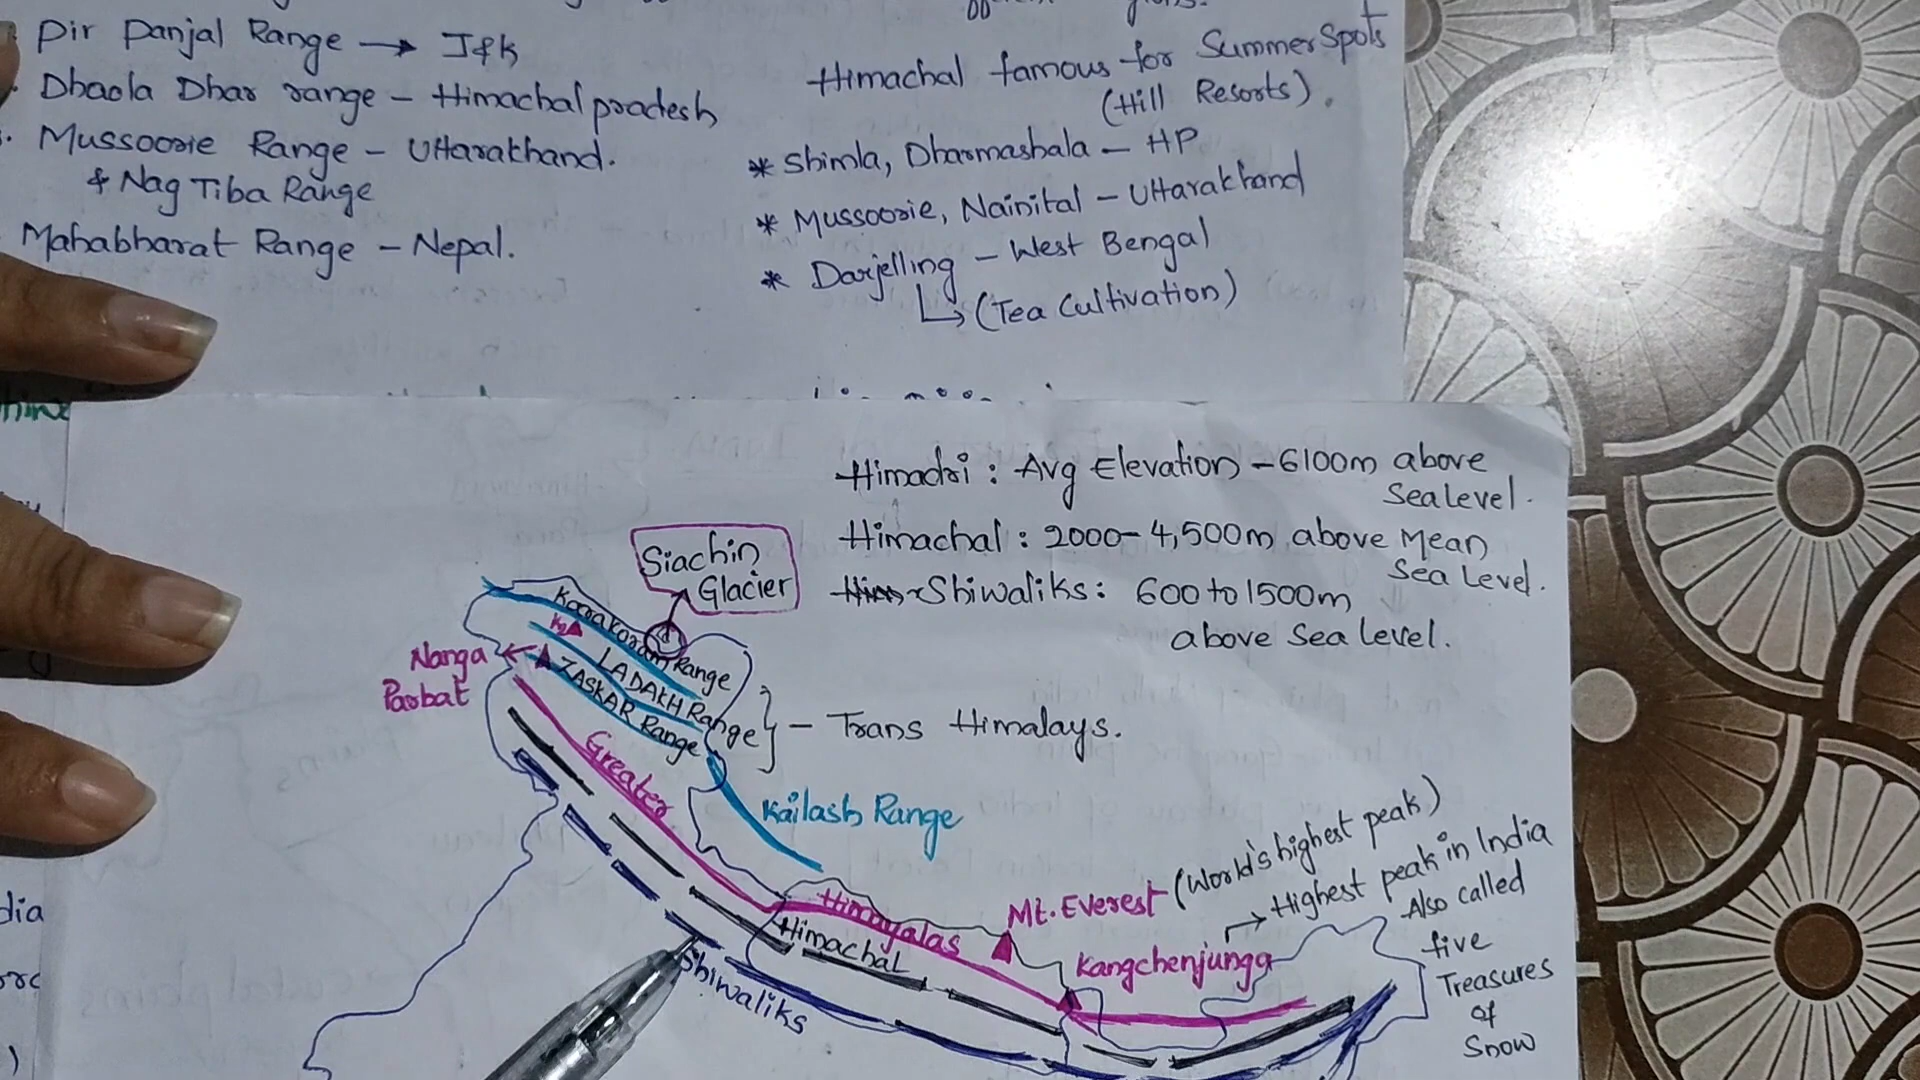 Pir Panjal Range → J&K
Dhaola Dhar range - Himachal pradesh
Mussoorie Range - Uttarakhand.
& Nag Tiba Range
Mahabharat Range - Nepal.
Himachal famous for Summer Spots
(Hill Resorts).
* Shimla, Dharmashala - HP
* Mussoorie, Nainital - Uttarakhand
* Darjelling - West Bengal
↳ (Tea Cultivation)
Himadri : Avg Elevation - 6100m above
Sea Level.
Himachal : 2000 - 4,500m above Mean
Sea Level.
Shiwaliks : 600 to 1500m
above Sea Level.
Siachin
Glacier
Karakoram Range
K2
LADAKH Range
ZASKAR Range
Nanga
Parbat
} - Trans Himalays.
Kailash Range
Greater
Himayalas
Himachal
Shiwaliks
Mt. Everest (World's highest peak)
Kangchenjunga
→ Highest peak in India
Also called
five
Treasures
of
Snow
dia